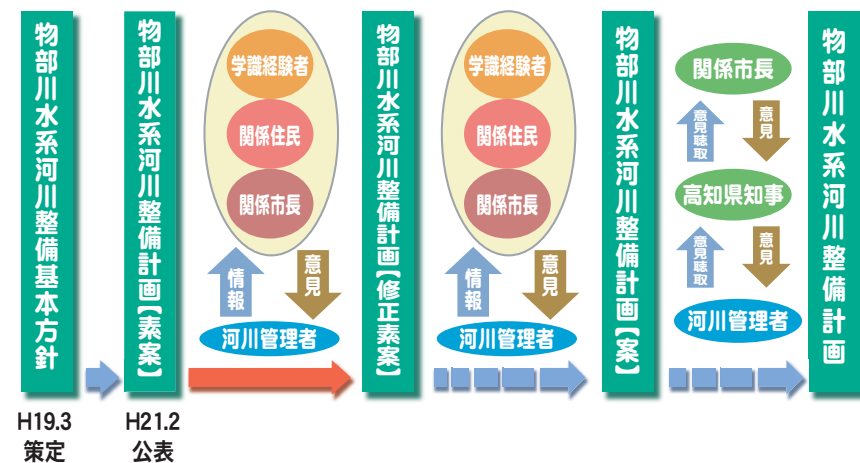 物部川水系河川整備基本方針
H19.3
策定
物部川水系河川整備計画【素案】
H21.2
公表
学識経験者
関係住民
関係市長
情報
意見
河川管理者
物部川水系河川整備計画【修正素案】
学識経験者
関係住民
関係市長
情報
意見
河川管理者
物部川水系河川整備計画【案】
関係市長
意見聴取
意見
高知県知事
意見聴取
意見
河川管理者
物部川水系河川整備計画